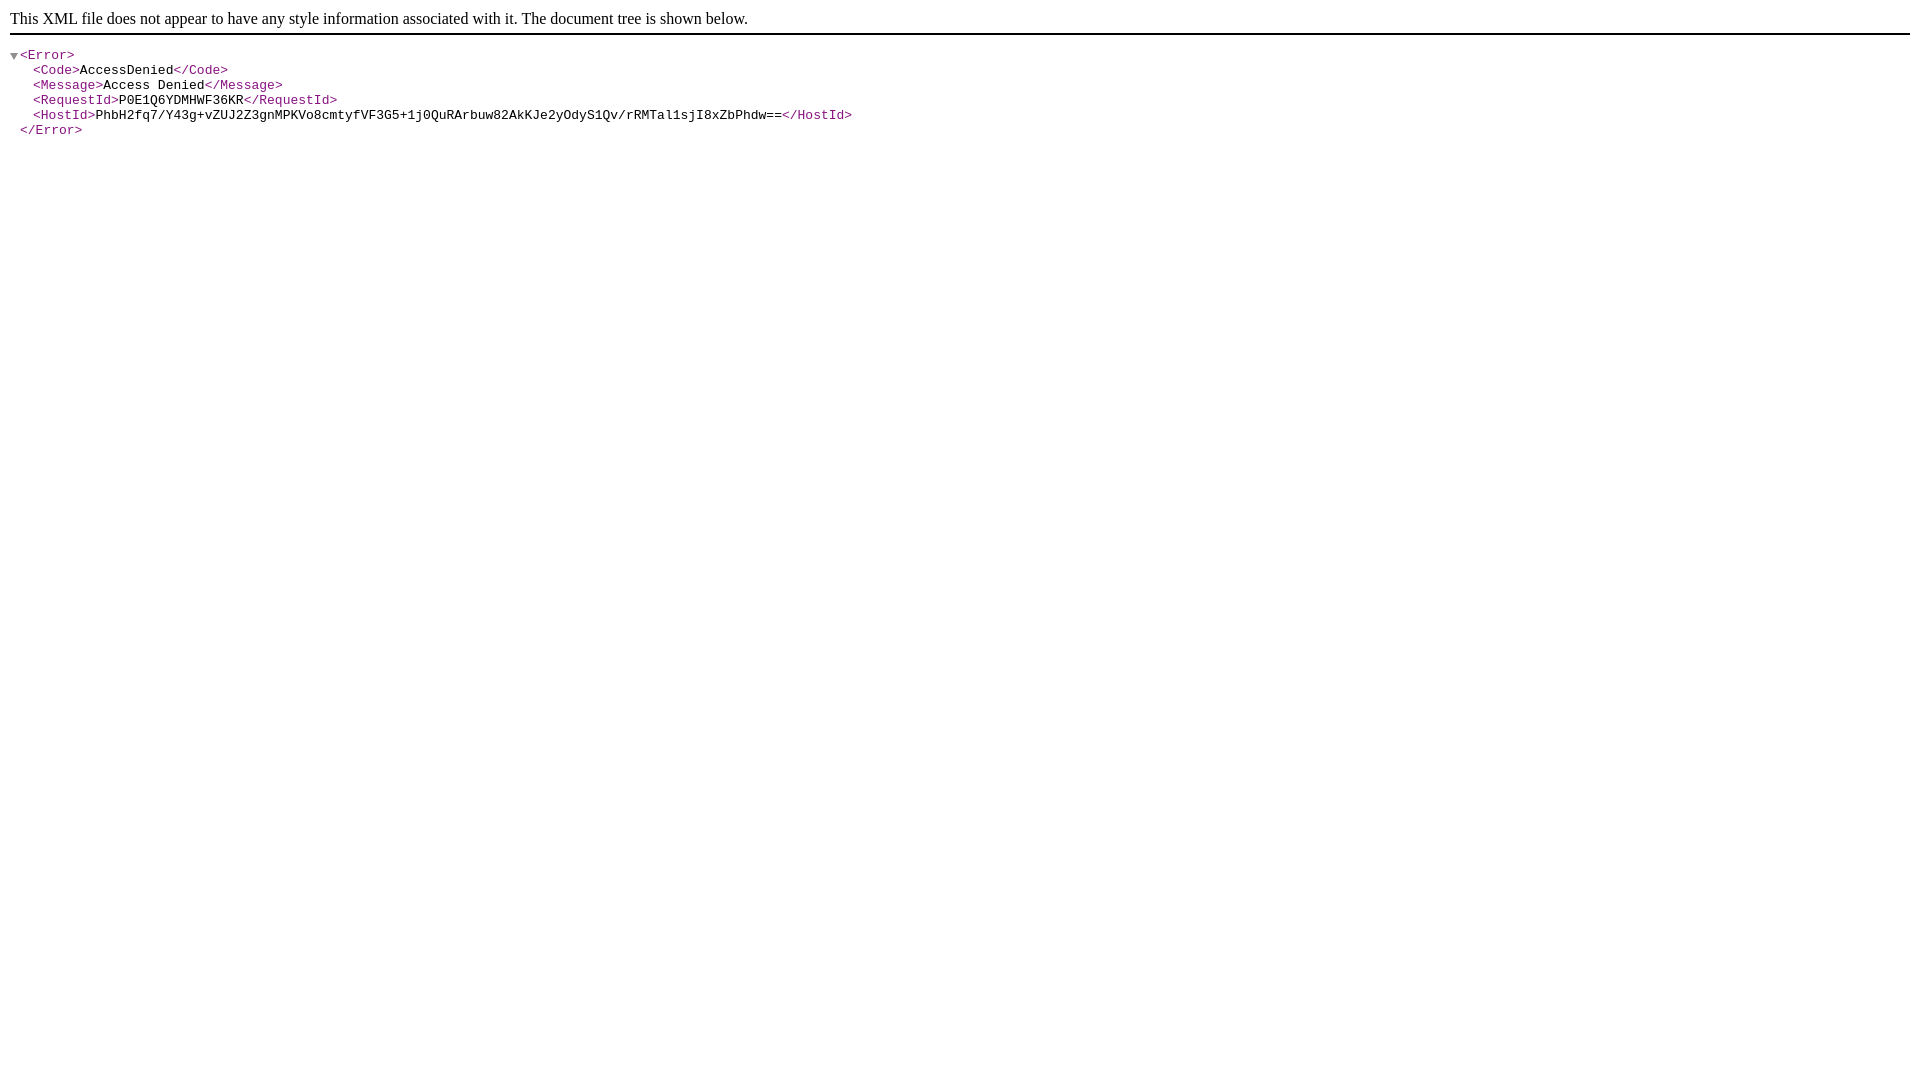 This XML file does not appear to have any style information associated with it. The document tree is shown below.
<Error>
<Code>AccessDenied</Code>
<Message>Access Denied</Message>
<RequestId>P0E1Q6YDMHWF36KR</RequestId>
<HostId>PhbH2fq7/Y43g+vZUJ2Z3gnMPKVo8cmtyfVF3G5+1j0QuRArbuw82AkKJe2yOdyS1Qv/rRMTal1sjI8xZbPhdw==</HostId>
</Error>